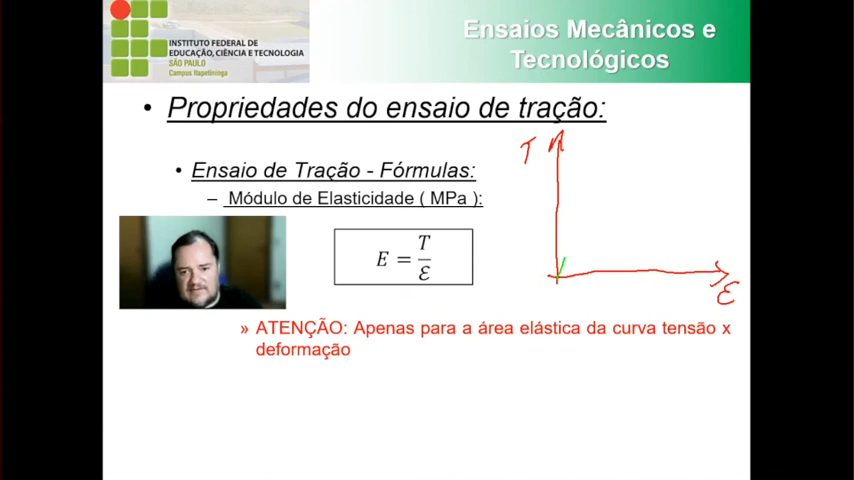 INSTITUTO FEDERAL DE
EDUCAÇÃO, CIÊNCIA E TECNOLOGIA
SÃO PAULO
Campus Itapetininga
Ensaios Mecânicos e
Tecnológicos
• Propriedades do ensaio de tração:
• Ensaio de Tração - Fórmulas:
– Módulo de Elasticidade ( MPa ):
E = T/ε
T
ε
» ATENÇÃO: Apenas para a área elástica da curva tensão x
deformação